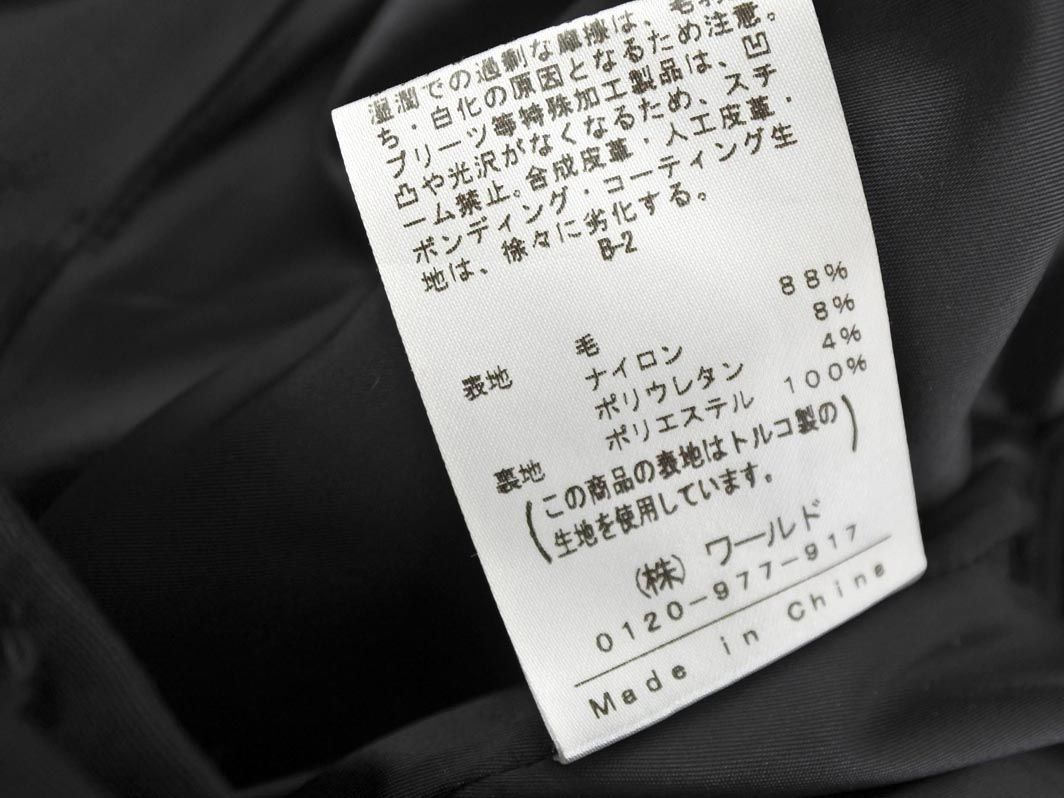 湿潤での過剰な摩擦は、毛羽
ち・白化の原因となるため注意。
プリーツ等特殊加工製品は、凹
凸や光沢がなくなるため、スチ
ーム禁止。合成皮革・人工皮革・
ボンディング・コーティング生
地は、徐々に劣化する。
B-2
表地 毛 88%
ナイロン 8%
ポリウレタン 4%
裏地 ポリエステル 100%
(この商品の表地はトルコ製の
生地を使用しています。)
(株) ワールド
0120-977-917
Made in China